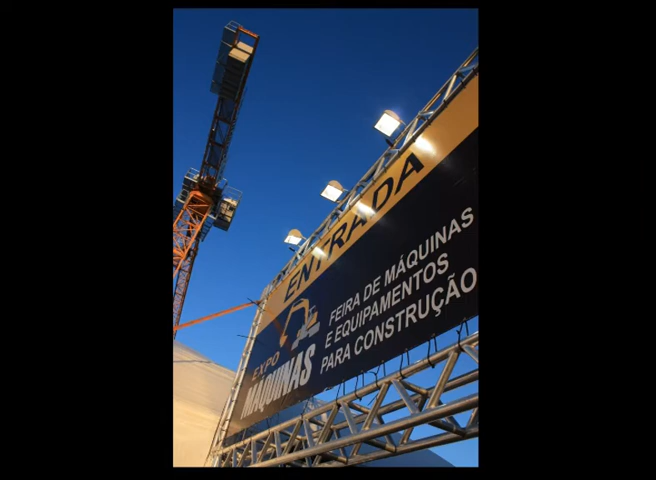 ENTRADA
FEIRA DE MÁQUINAS
E EQUIPAMENTOS
PARA CONSTRUÇÃO
EXPO
MÁQUINAS